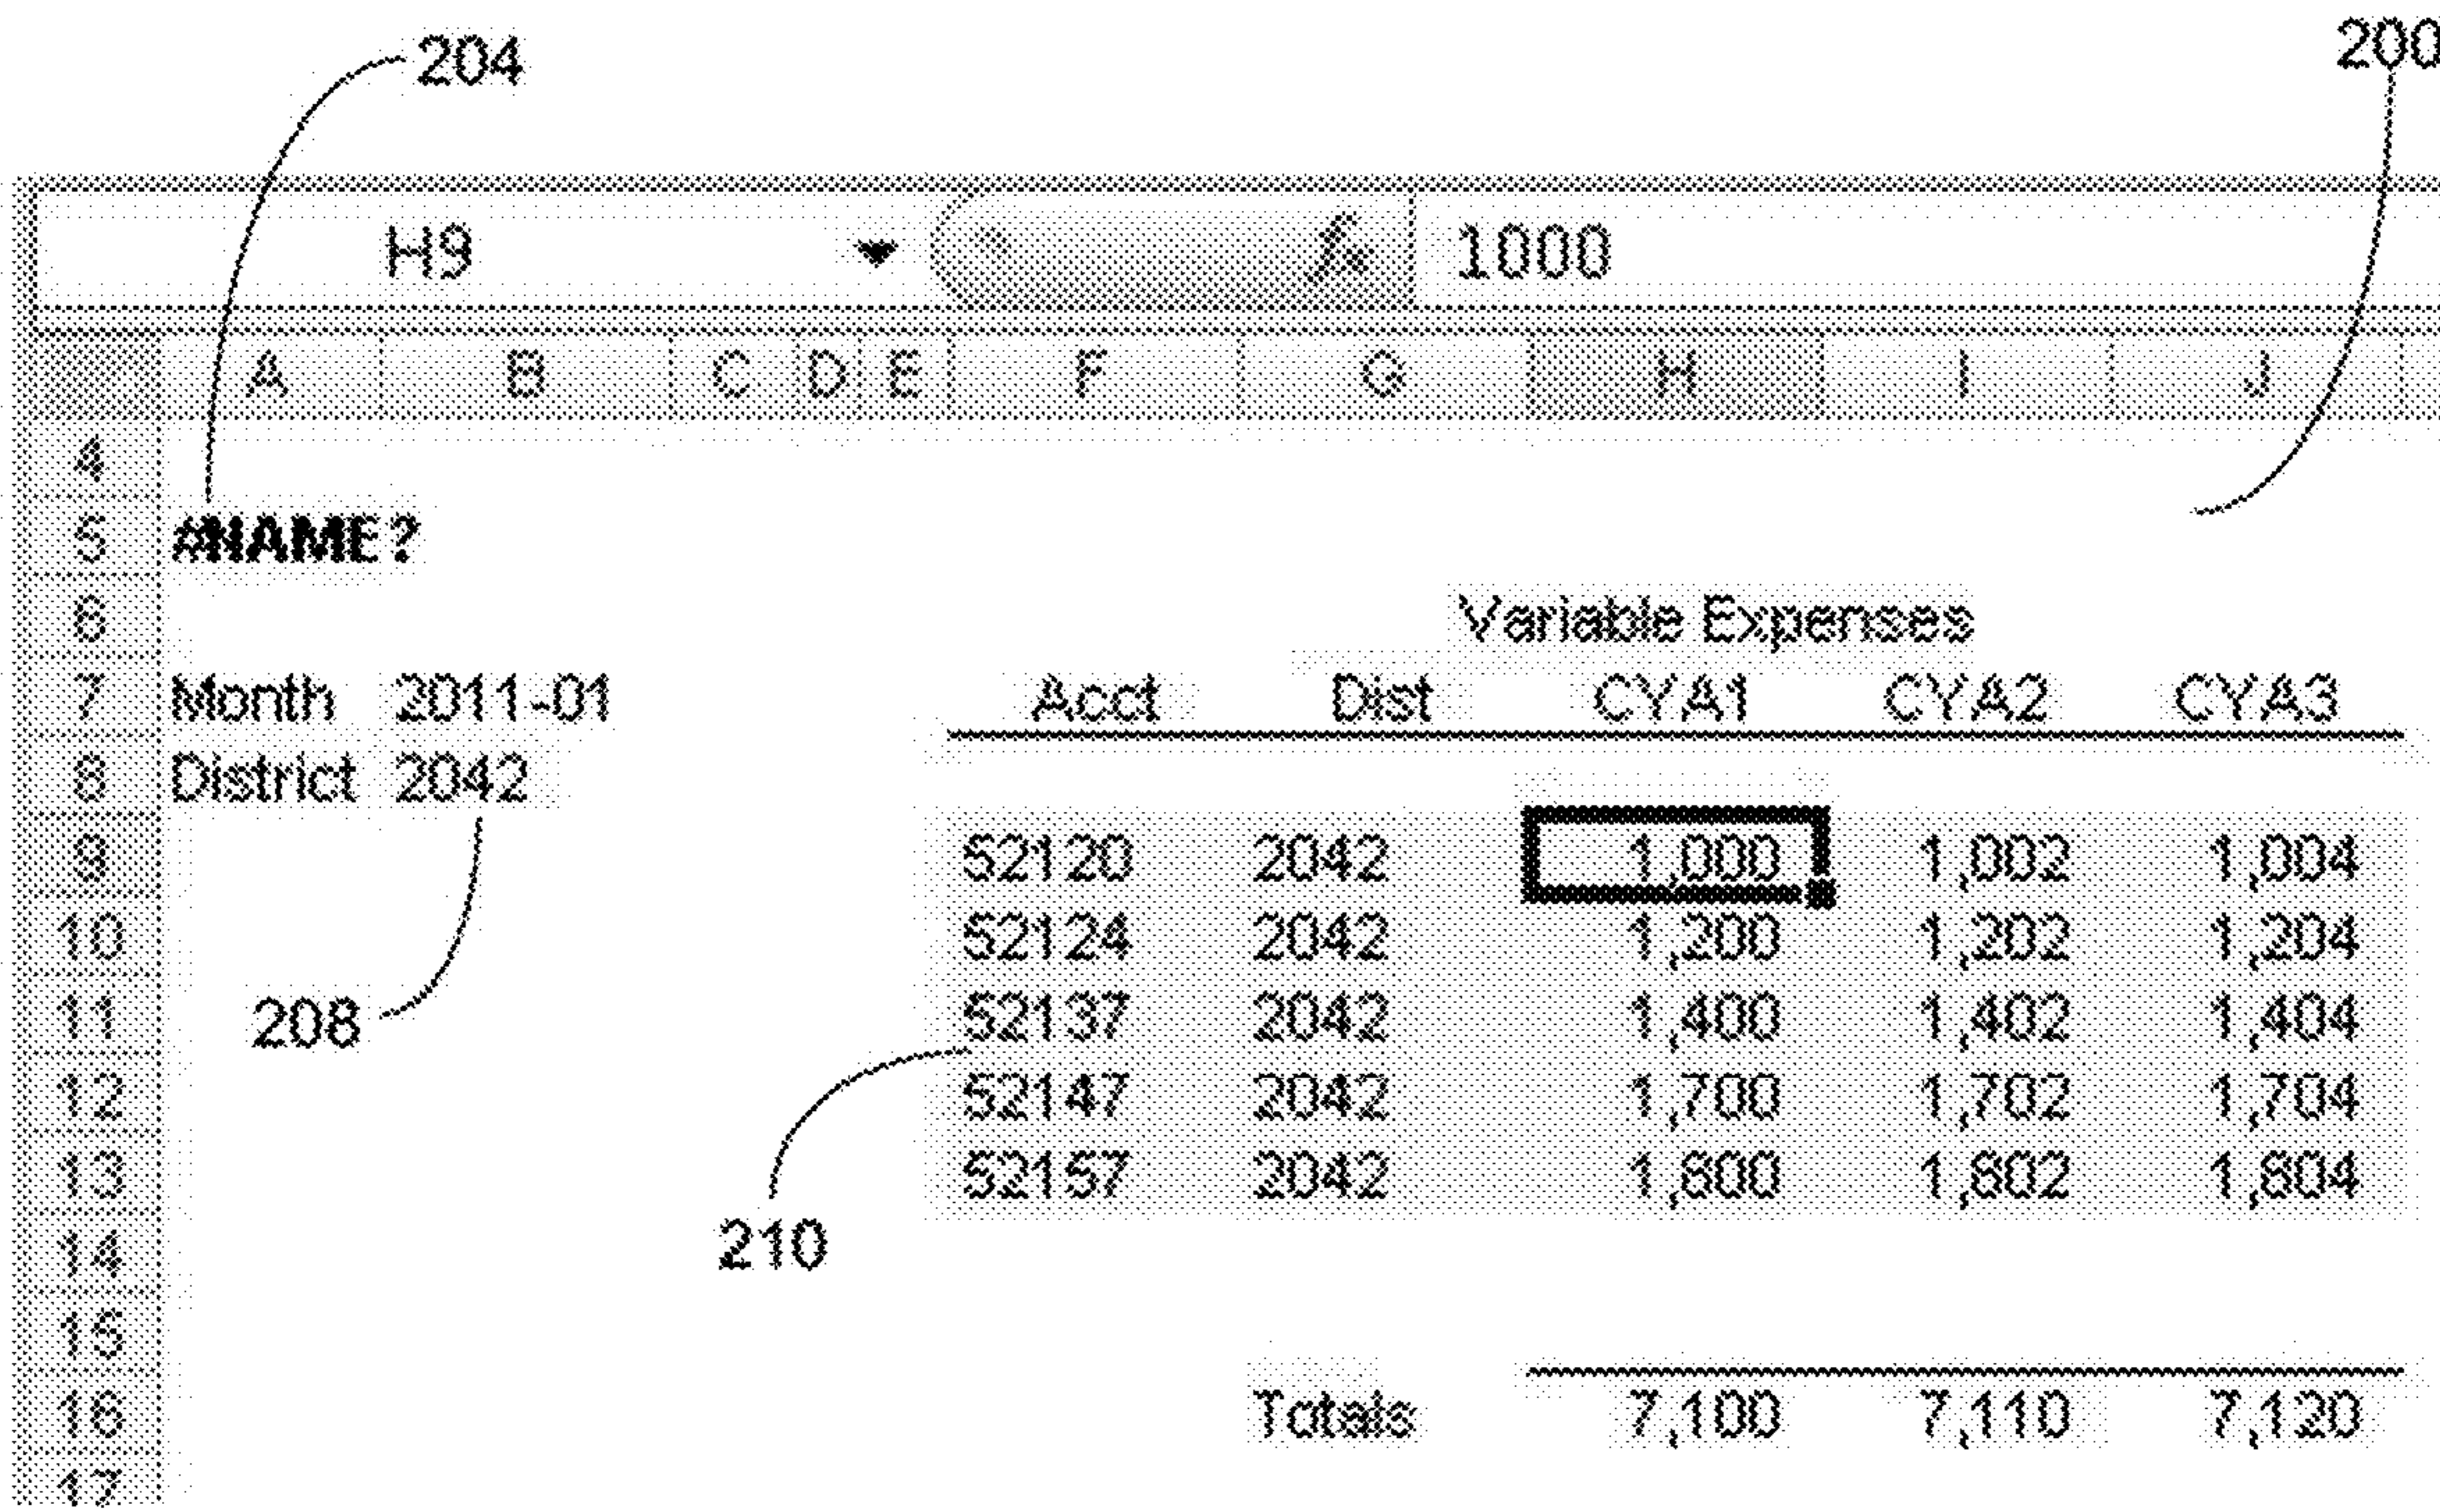 204 200
H9 fx 1000
A B C D E F G H I J
4
5 #NAME?
6 Variable Expenses
7 Month 2011-01 Acct Dist CYA1 CYA2 CYA3
8 District 2042
9 52120 2042 1,000 1,002 1,004
10 52124 2042 1,200 1,202 1,204
11 208 52137 2042 1,400 1,402 1,404
12 52147 2042 1,700 1,702 1,704
13 52157 2042 1,800 1,802 1,804
14 210
15
16 Totals 7,100 7,110 7,120
17